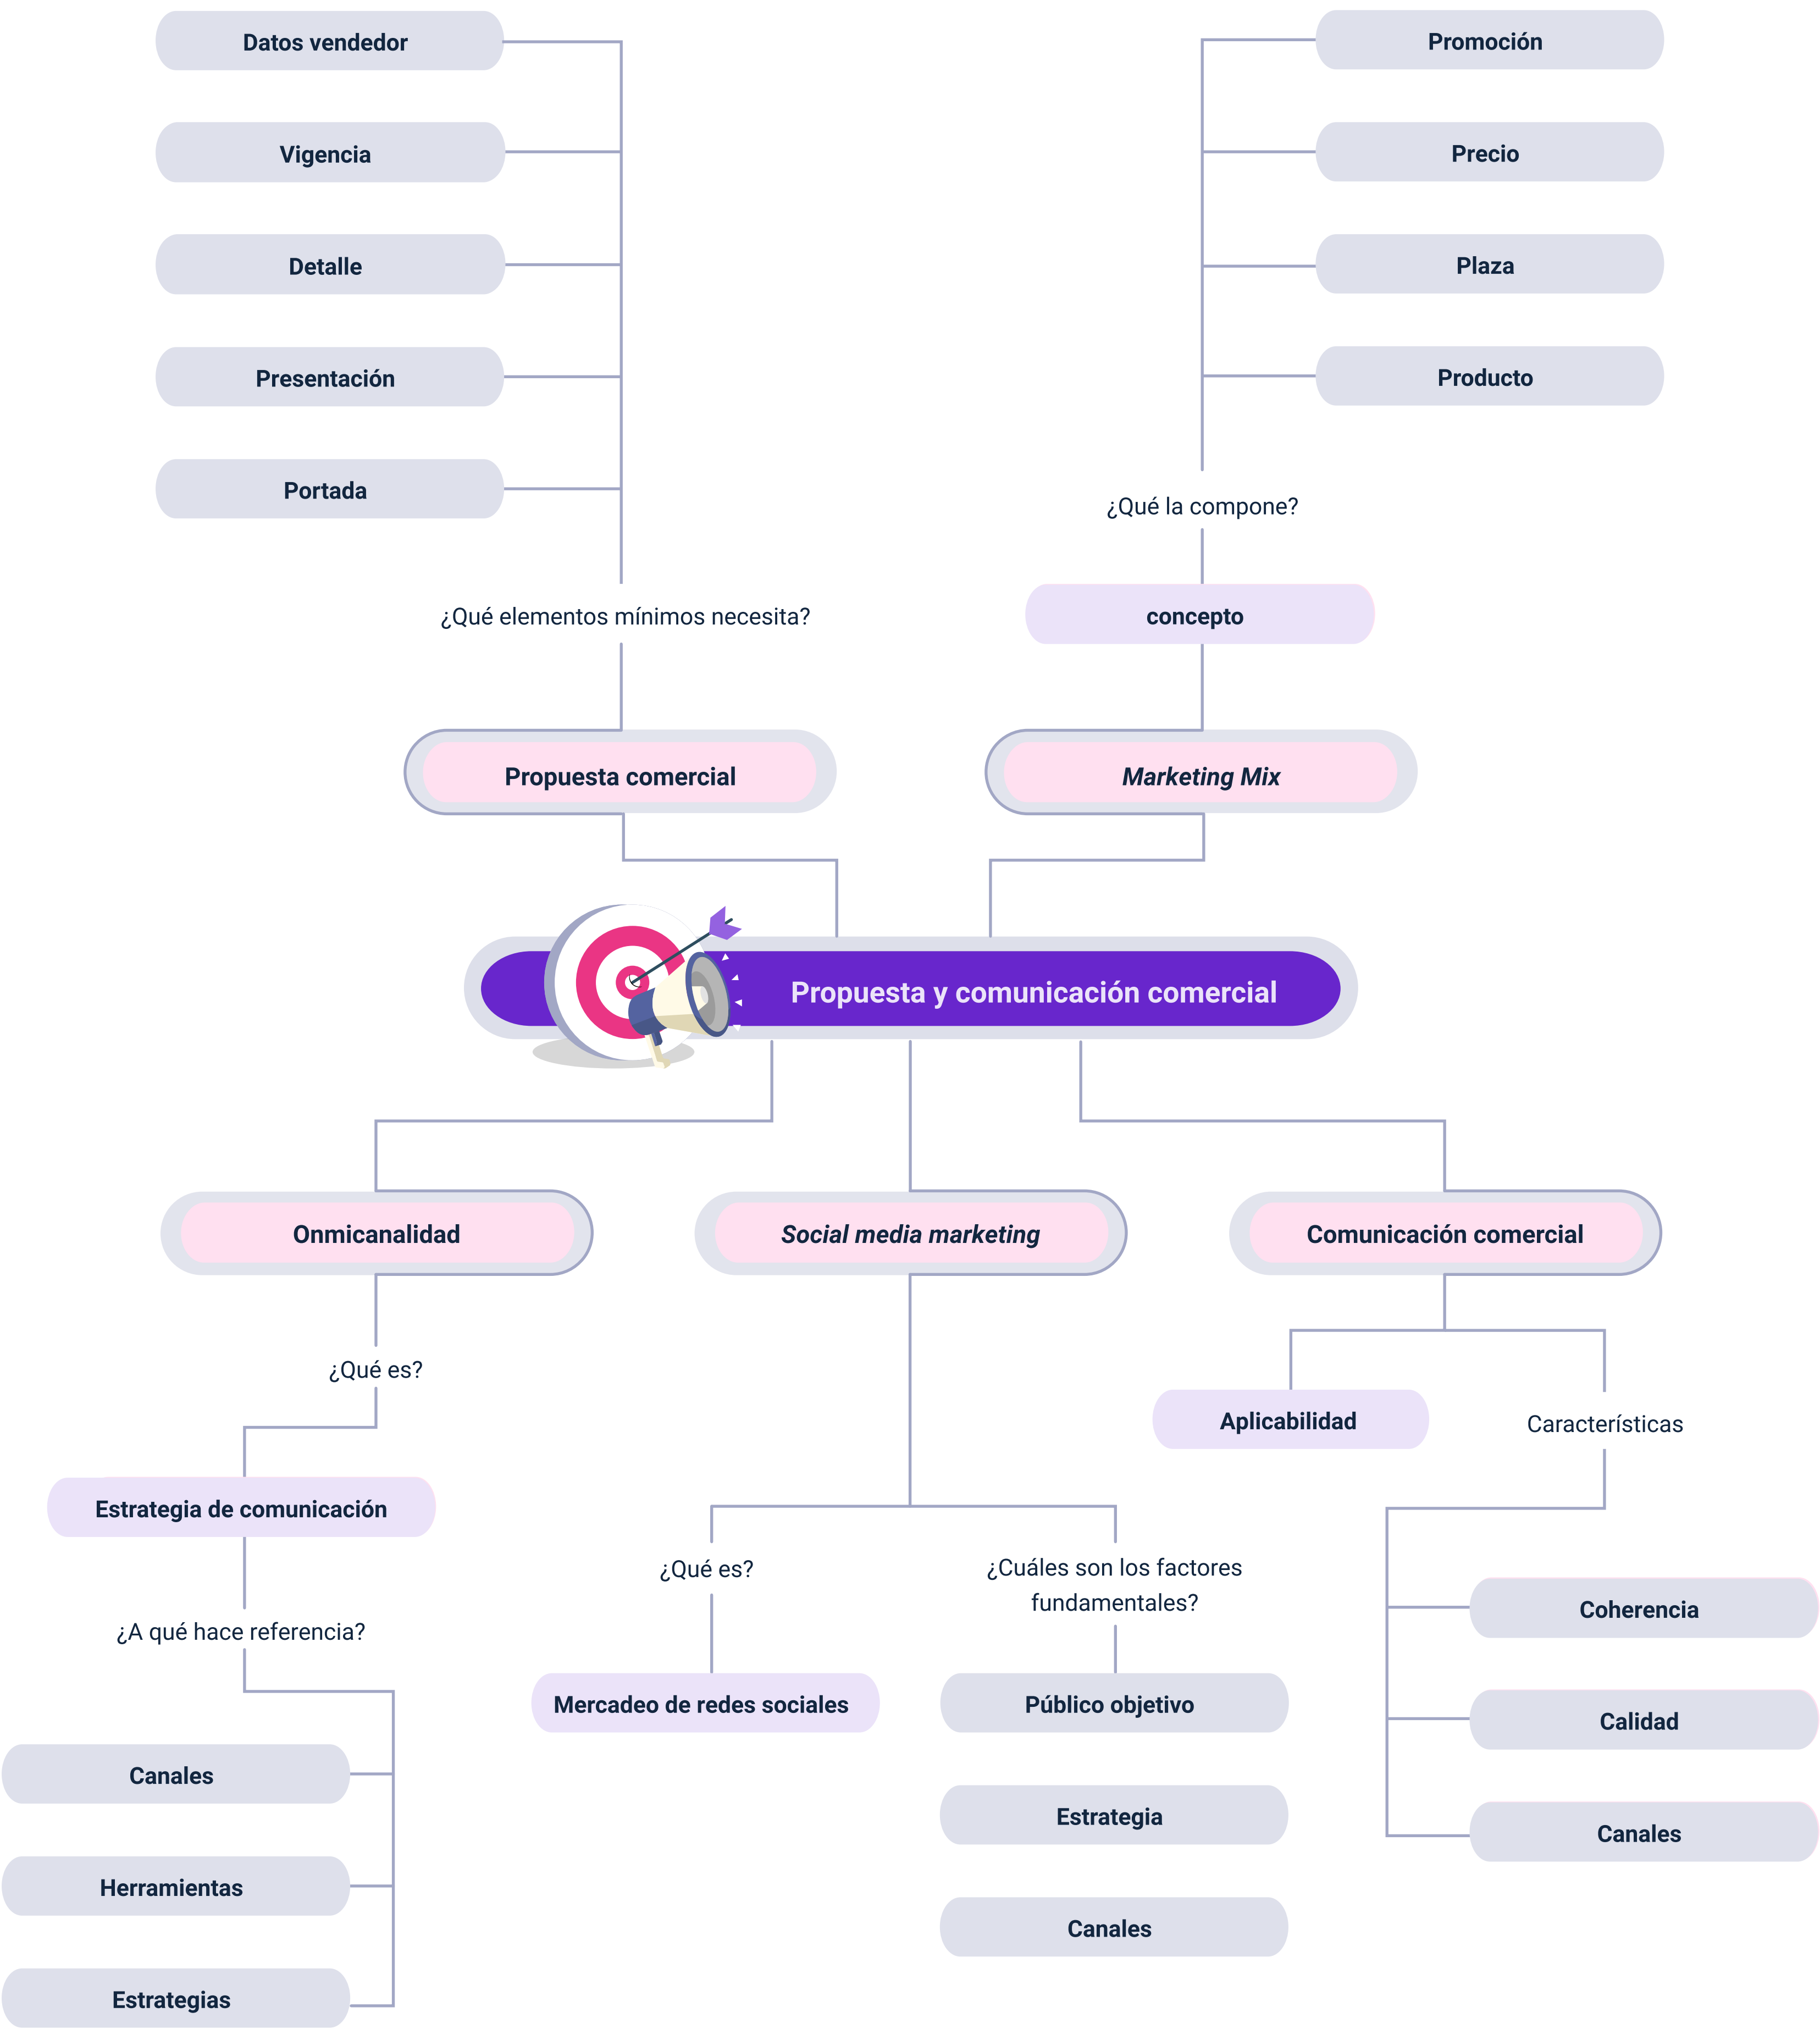 Datos vendedor
Vigencia
Detalle
Presentación
Portada
¿Qué elementos mínimos necesita?
Propuesta comercial
Promoción
Precio
Plaza
Producto
¿Qué la compone?
concepto
Marketing Mix
Propuesta y comunicación comercial
Onmicanalidad
¿Qué es?
Estrategia de comunicación
¿A qué hace referencia?
Canales
Herramientas
Estrategias
Social media marketing
¿Qué es?
Mercadeo de redes sociales
¿Cuáles son los factores
fundamentales?
Público objetivo
Estrategia
Canales
Comunicación comercial
Aplicabilidad
Características
Coherencia
Calidad
Canales